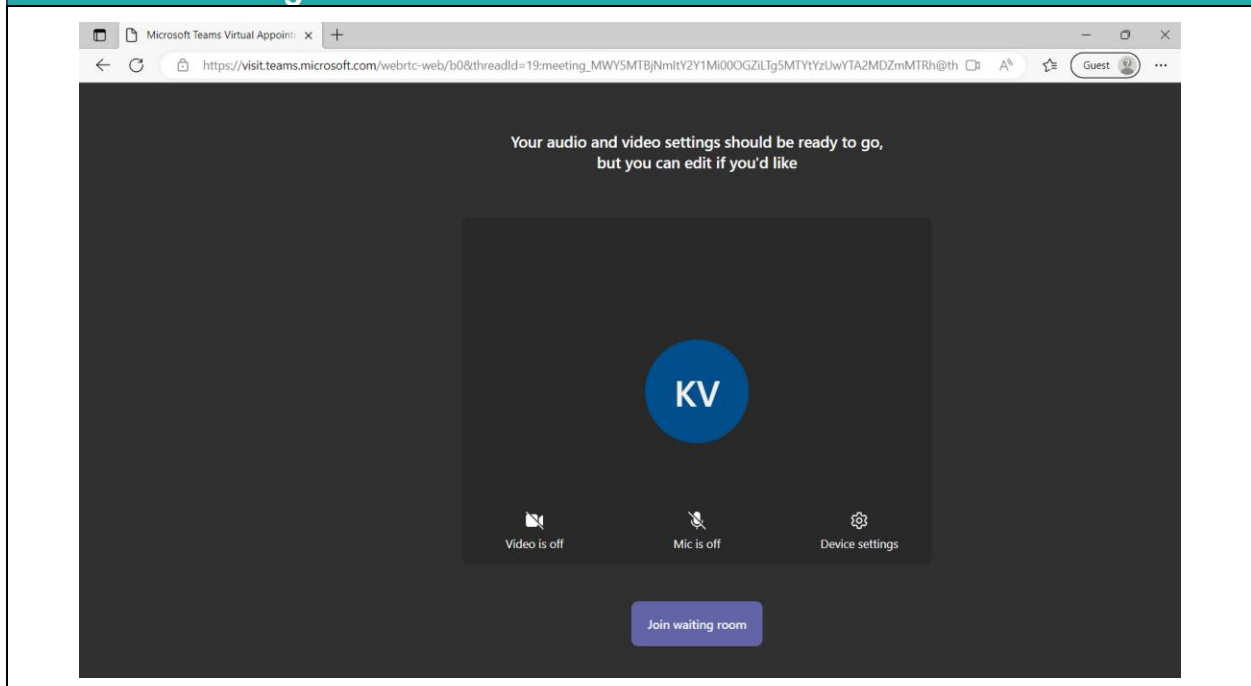 Microsoft Teams Virtual Appoint
https://visit.teams.microsoft.com/webrtc-web/b0&threadId=19:meeting_MWY5MTBjNmItY2Y1Mi00OGZiLTg5MTYtYzUwYTA2MDZmMTRh@th
Guest
Your audio and video settings should be ready to go,
but you can edit if you'd like
KV
Video is off
Mic is off
Device settings
Join waiting room